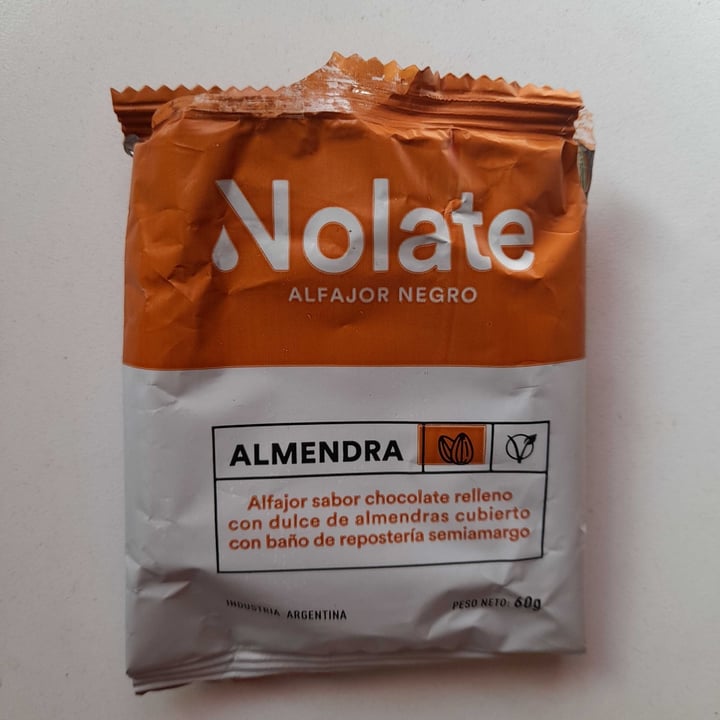 Nolate
ALFAJOR NEGRO
ALMENDRA
Alfajor sabor chocolate relleno
con dulce de almendras cubierto
con baño de repostería semiamargo
INDUSTRIA ARGENTINA
PESO NETO: 60g